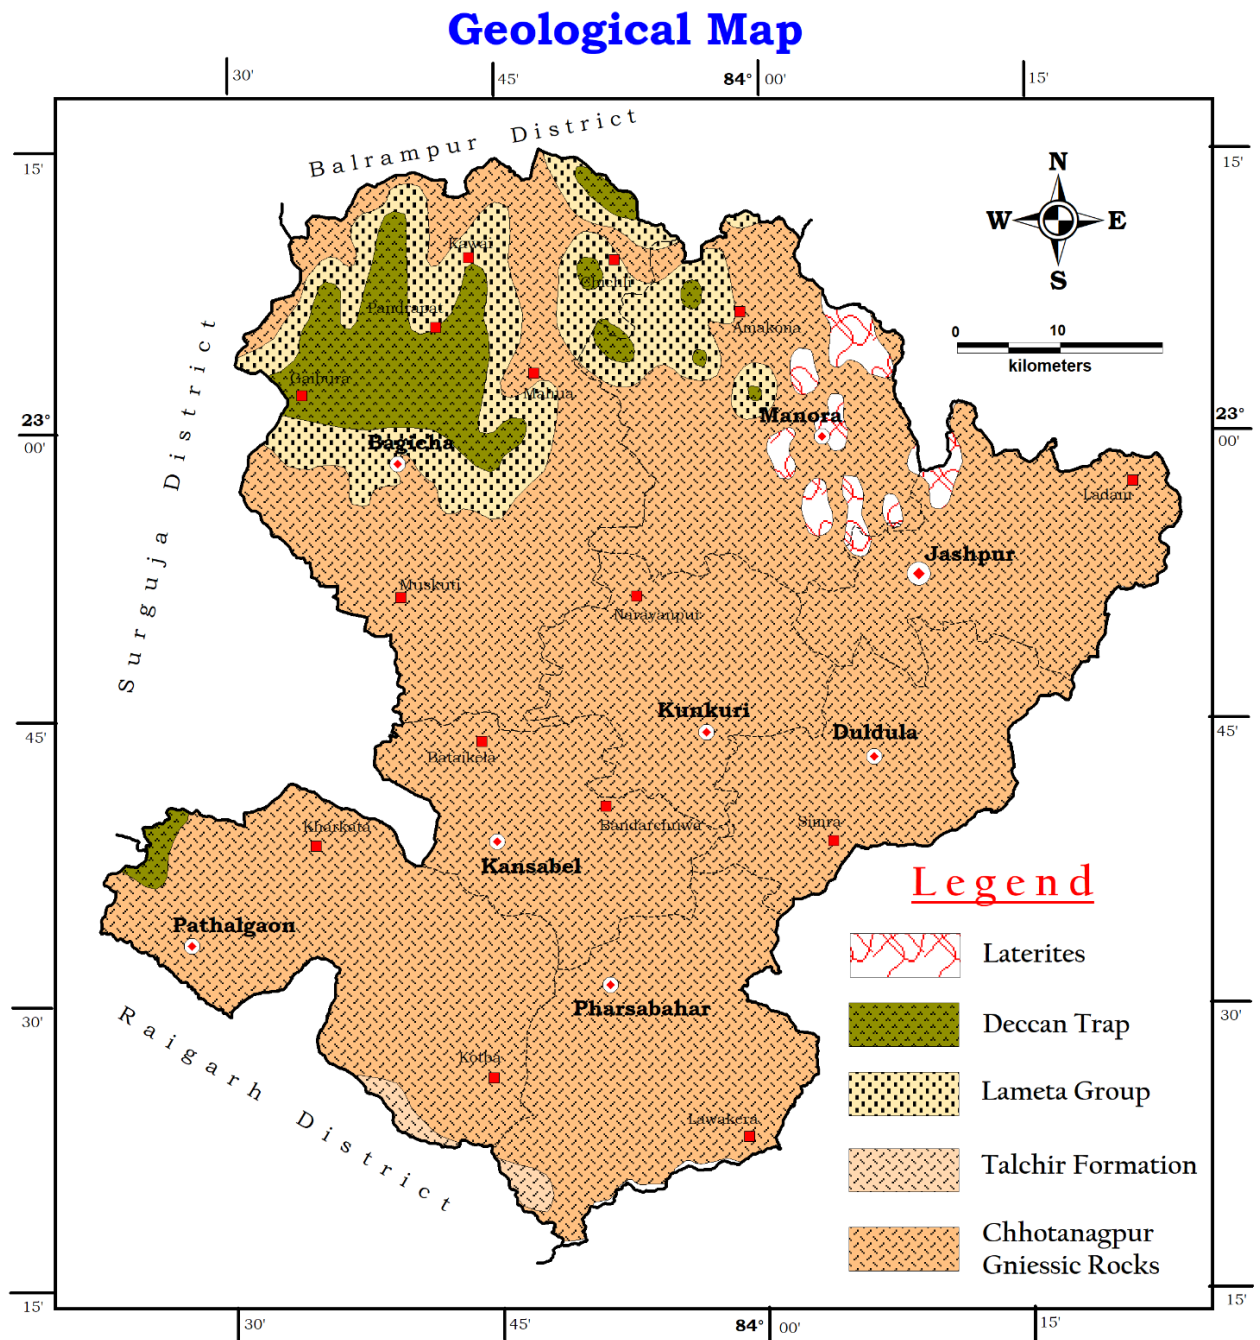 Geological Map
30'
45'
84° 00'
15'
15'
15'
Balrampur District
N
W E
S
Kawai
Chichli
0 10
kilometers
Pandrapat
Amakona
Surguja District
Gaibura
Mahua
Manora
23°
00'
23°
00'
Bagicha
Ladam
Jashpur
Muskuti
Narayanpur
Kunkuri
Duldula
45'
45'
Bataikela
Kharkata
Bandarchuwa
Simra
Kansabel
Legend
Pathalgaon
Laterites
Pharsabahar
30'
30'
Raigarh District
Deccan Trap
Kotba
Lameta Group
Lawakera
Talchir Formation
Chhotanagpur
Gniessic Rocks
15'
15'
30'
45'
84° 00'
15'